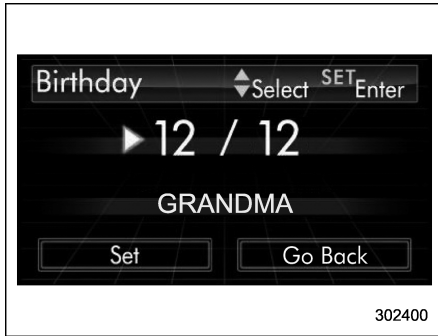 Birthday Select SET Enter
12 / 12
GRANDMA
Set Go Back
302400